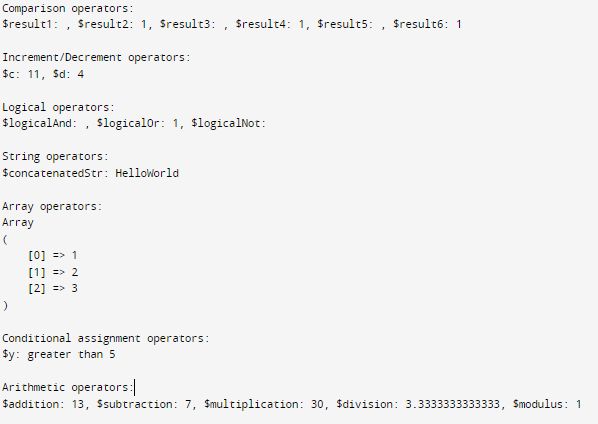 Comparison operators:
$result1: , $result2: 1, $result3: , $result4: 1, $result5: , $result6: 1
Increment/Decrement operators:
$c: 11, $d: 4
Logical operators:
$logicalAnd: , $logicalOr: 1, $logicalNot:
String operators:
$concatenatedStr: HelloWorld
Array operators:
Array
(
[0] => 1
[1] => 2
[2] => 3
)
Conditional assignment operators:
$y: greater than 5
Arithmetic operators:
$addition: 13, $subtraction: 7, $multiplication: 30, $division: 3.3333333333333, $modulus: 1